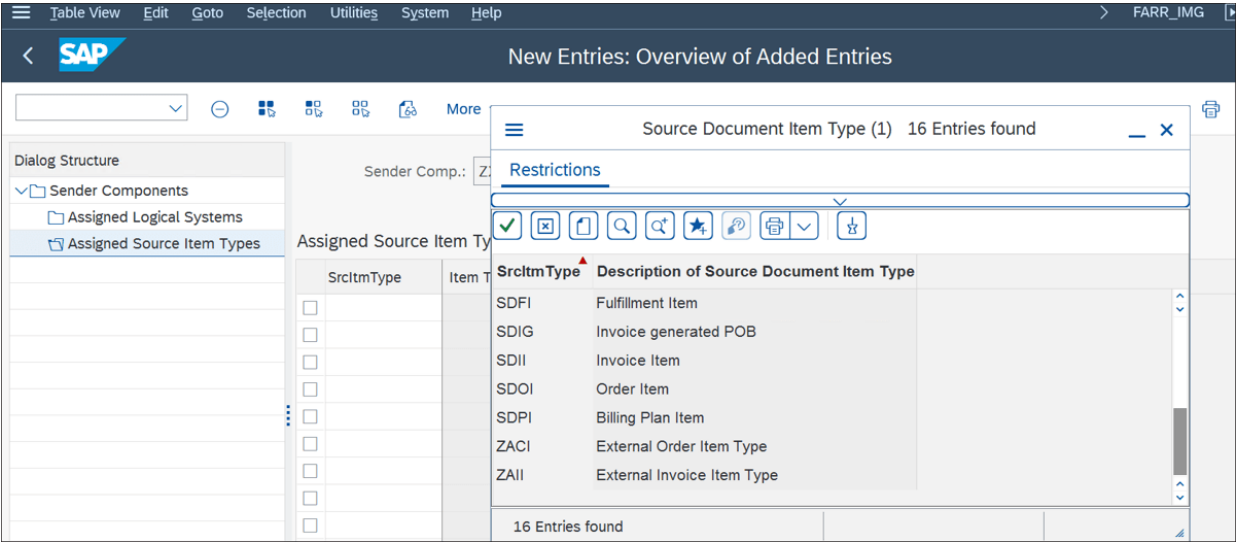 Table View Edit Goto Selection Utilities System Help FARR_IMG
SAP New Entries: Overview of Added Entries
More
Source Document Item Type (1) 16 Entries found
Dialog Structure
Sender Comp.:
Restrictions
Sender Components
Assigned Logical Systems
Assigned Source Item Types
Assigned Source Item Ty
SrcItmType Item T
SrcItmType Description of Source Document Item Type
SDFI Fulfillment Item
SDIG Invoice generated POB
SDII Invoice Item
SDOI Order Item
SDPI Billing Plan Item
ZACI External Order Item Type
ZAII External Invoice Item Type
16 Entries found